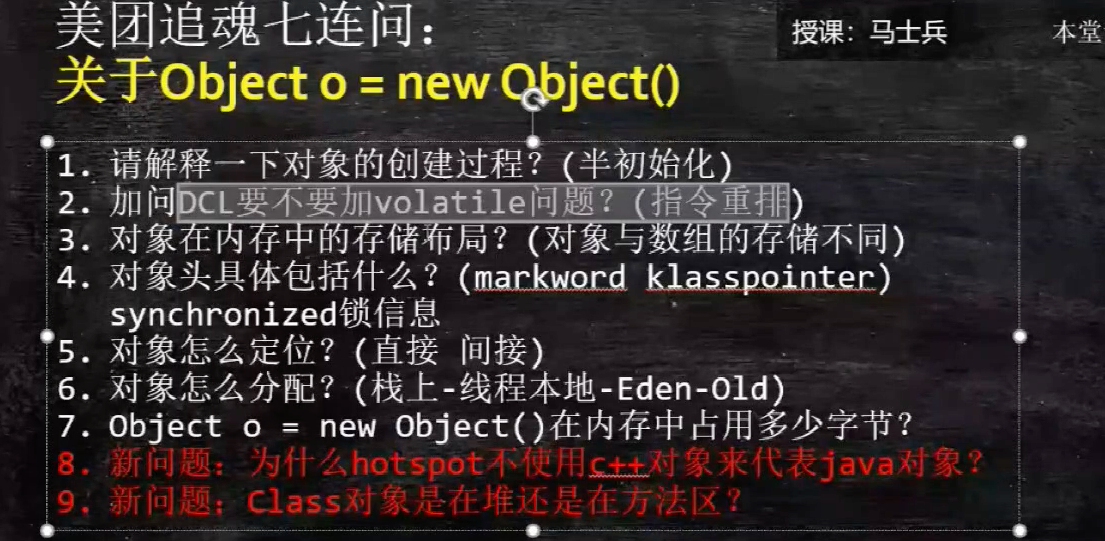 美团追魂七连问：
授课：马士兵
本堂
关于Object o = new Object()
1. 请解释一下对象的创建过程？(半初始化)
2. 加问DCL要不要加volatile问题？(指令重排)
3. 对象在内存中的存储布局？(对象与数组的存储不同)
4. 对象头具体包括什么？(markword klasspointer)
synchronized锁信息
5. 对象怎么定位？(直接 间接)
6. 对象怎么分配？(栈上-线程本地-Eden-Old)
7. Object o = new Object()在内存中占用多少字节？
8. 新问题：为什么hotspot不使用c++对象来代表java对象？
9. 新问题；Class对象是在堆还是在方法区？